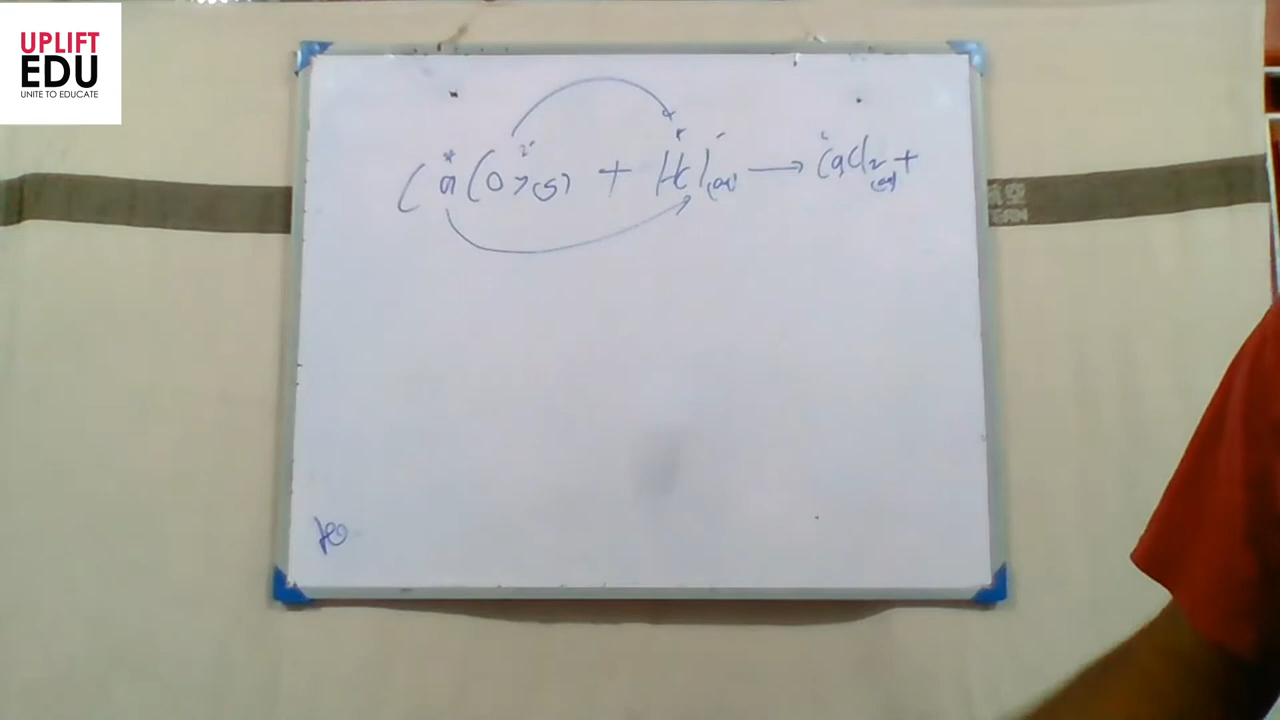 UPLIFT
EDU
UNITE TO EDUCATE
CaCO3(s) + HCl(aq) → CaCl2(aq) +